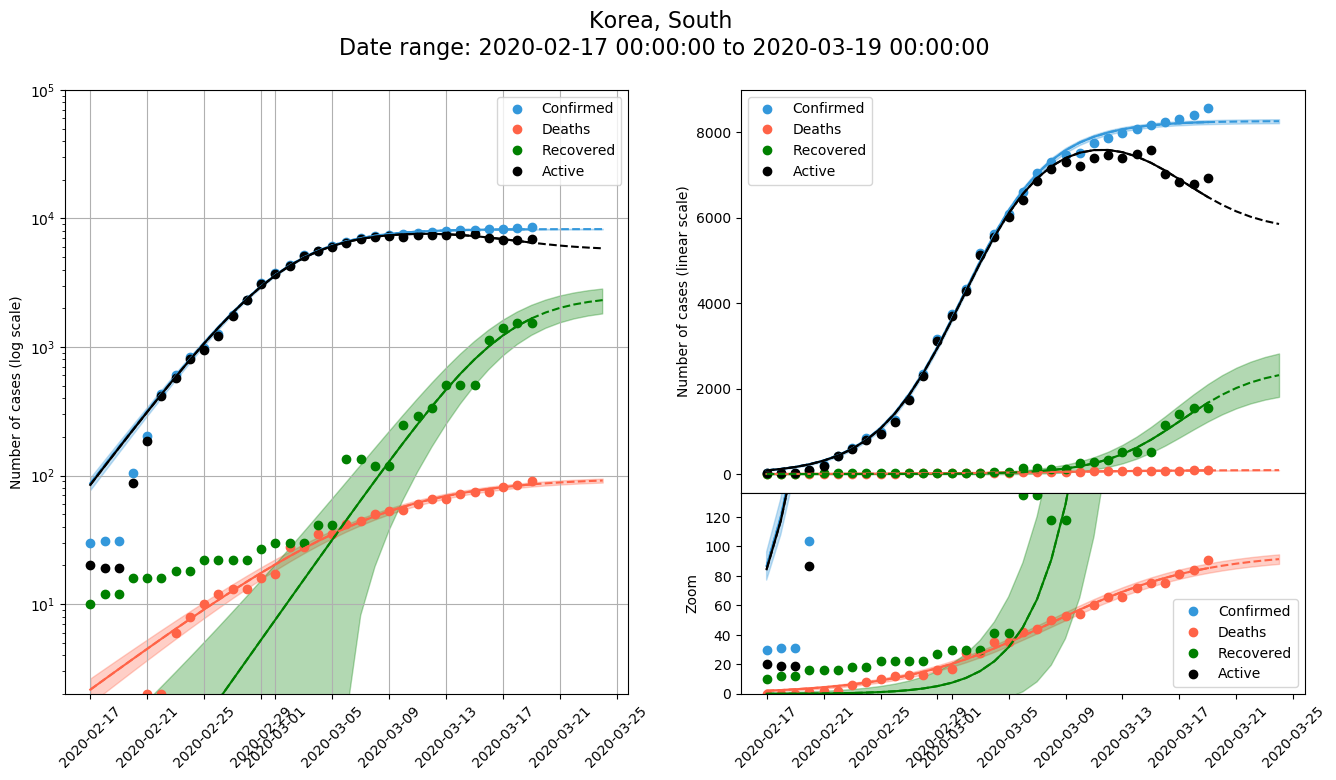 Korea, South
Date range: 2020-02-17 00:00:00 to 2020-03-19 00:00:00
Number of cases (log scale)
10^5
10^4
10^3
10^2
10^1
Confirmed
Deaths
Recovered
Active
2020-02-17
2020-02-21
2020-02-25
2020-02-29
2020-03-01
2020-03-05
2020-03-09
2020-03-13
2020-03-17
2020-03-21
2020-03-25
Number of cases (linear scale)
8000
6000
4000
2000
0
Confirmed
Deaths
Recovered
Active
Zoom
120
100
80
60
40
20
0
Confirmed
Deaths
Recovered
Active
2020-02-17
2020-02-21
2020-02-25
2020-02-29
2020-03-01
2020-03-05
2020-03-09
2020-03-13
2020-03-17
2020-03-21
2020-03-25